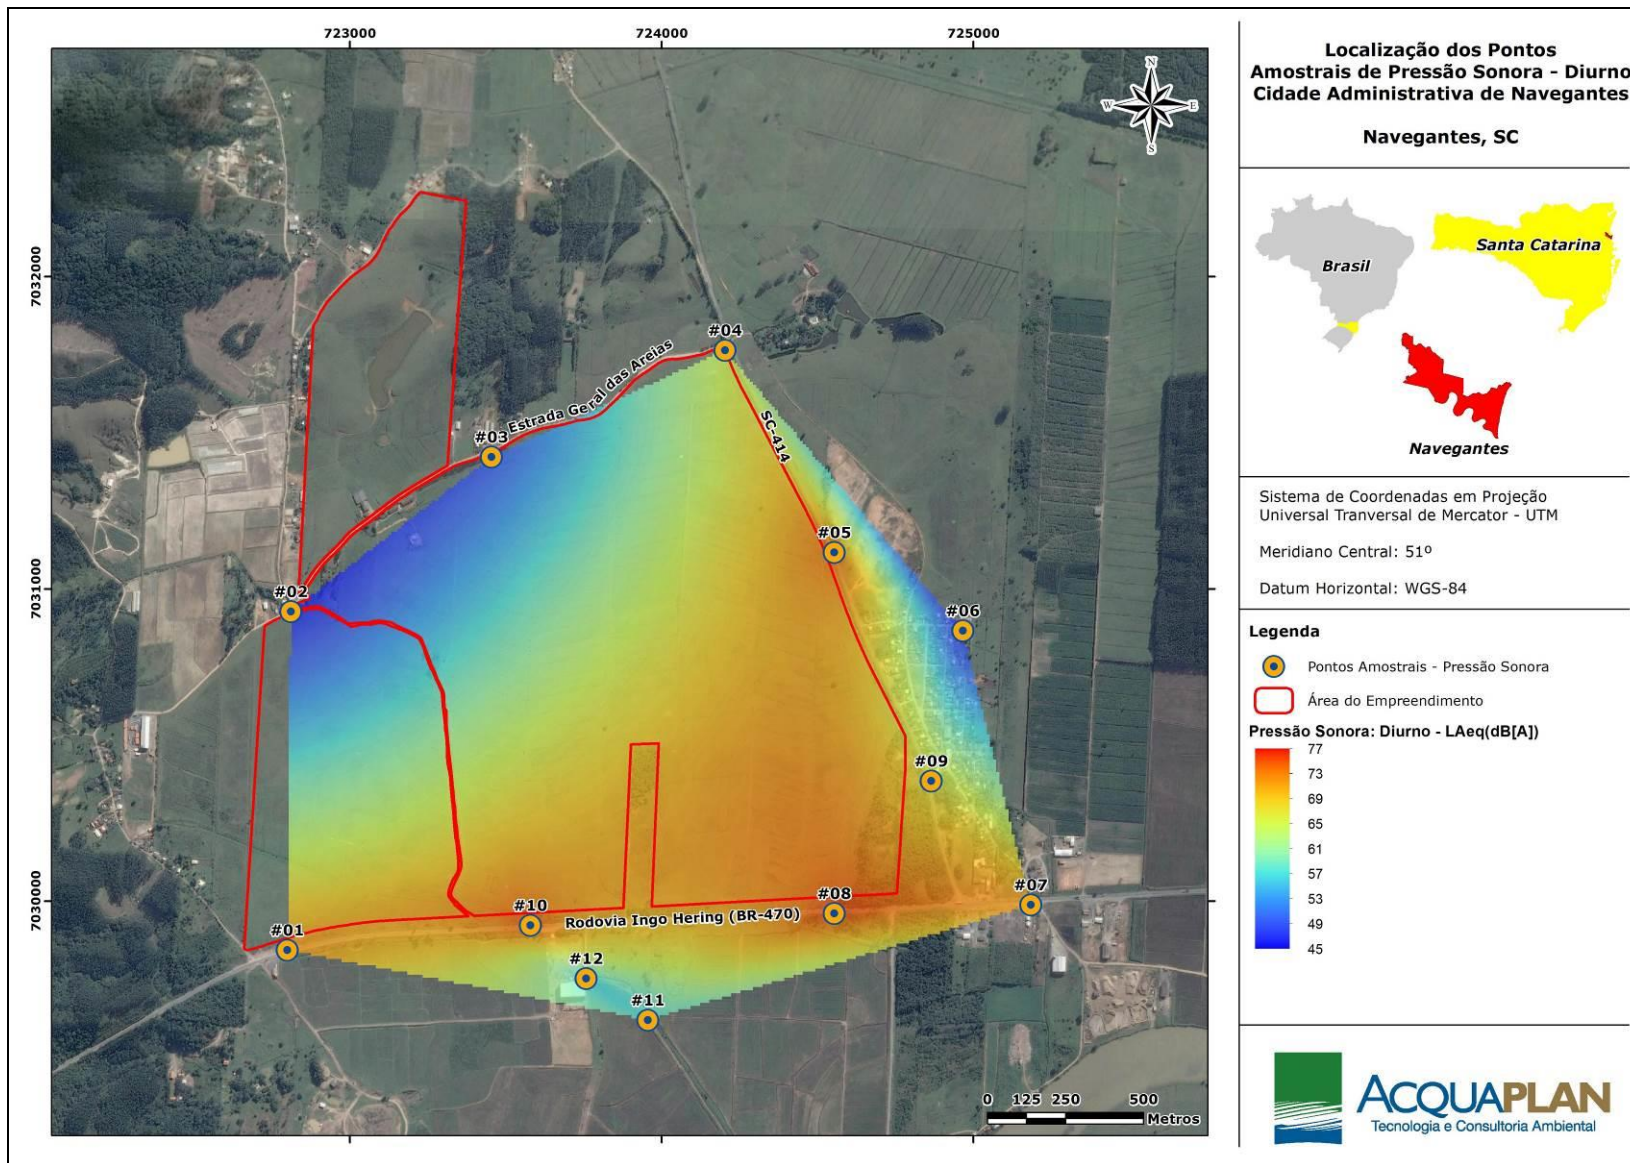 723000
724000
725000
7032000
7031000
7030000
N
W
E
S
#04
Estrada Geral das Areias
#03
SC-414
#05
#02
#06
#09
#08
#07
#10
Rodovia Ingo Hering (BR-470)
#01
#12
#11
0 125 250 500
Metros
Localização dos Pontos
Amostrais de Pressão Sonora - Diurno
Cidade Administrativa de Navegantes
Navegantes, SC
Brasil
Santa Catarina
Navegantes
Sistema de Coordenadas em Projeção
Universal Tranversal de Mercator - UTM
Meridiano Central: 51º
Datum Horizontal: WGS-84
Legenda
Pontos Amostrais - Pressão Sonora
Área do Empreendimento
Pressão Sonora: Diurno - LAeq(dB[A])
77
73
69
65
61
57
53
49
45
ACQUAPLAN
Tecnologia e Consultoria Ambiental